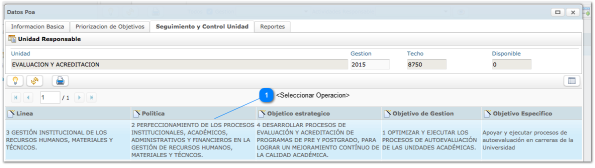 Datos Poa
Informacion Basica Priorizacion de Objetivos Seguimiento y Control Unidad Reportes
Unidad Responsable
Unidad Gestion Techo Disponible
EVALUACION Y ACREDITACION 2015 8750 0
1 / 1
1 <Seleccionar Operacion>
Linea Politica Objetico estrategico Objetivo de Gestion Objetivo Especifico
3 GESTIÓN INSTITUCIONAL DE LOS
RECURSOS HUMANOS, MATERIALES Y
TÉCNICOS.
3 PERFECCIONAMIENTO DE LOS PROCESOS
INSTITUCIONALES, ACADÉMICOS,
ADMINISTRATIVOS Y FINANCIEROS EN LA
GESTIÓN DE RECURSOS HUMANOS,
MATERIALES Y TÉCNICOS.
4 DESARROLLAR PROCESOS DE
EVALUACIÓN Y ACREDITACIÓN DE
PROGRAMAS DE PRE Y POSTGRADO, PARA
LOGRAR UN MEJORAMIENTO CONTÍNUO DE
LA CALIDAD ACADÉMICA.
1 OPTIMIZAR Y EJECUTAR LOS
PROCESOS DE AUTOEVALUACIÓN
DE LAS UNIDADES ACADÉMICAS.
Apoyar y ejecutar procesos de
autoevaluación en carreras de la
Universidad